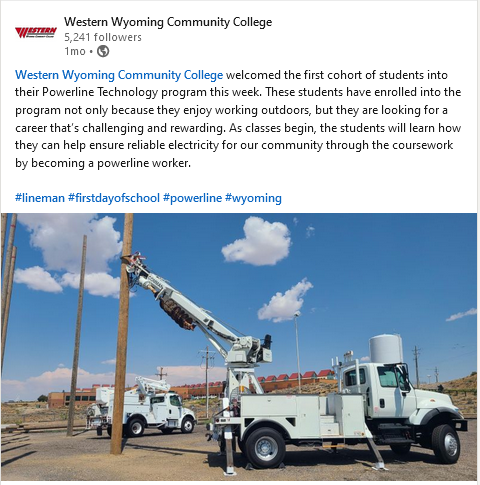 Western Wyoming Community College
WESTERN
5,241 followers
1mo •
Western Wyoming Community College welcomed the first cohort of students into
their Powerline Technology program this week. These students have enrolled into the
program not only because they enjoy working outdoors, but they are looking for a
career that's challenging and rewarding. As classes begin, the students will learn how
they can help ensure reliable electricity for our community through the coursework
by becoming a powerline worker.
#lineman #firstdayofschool #powerline #wyoming